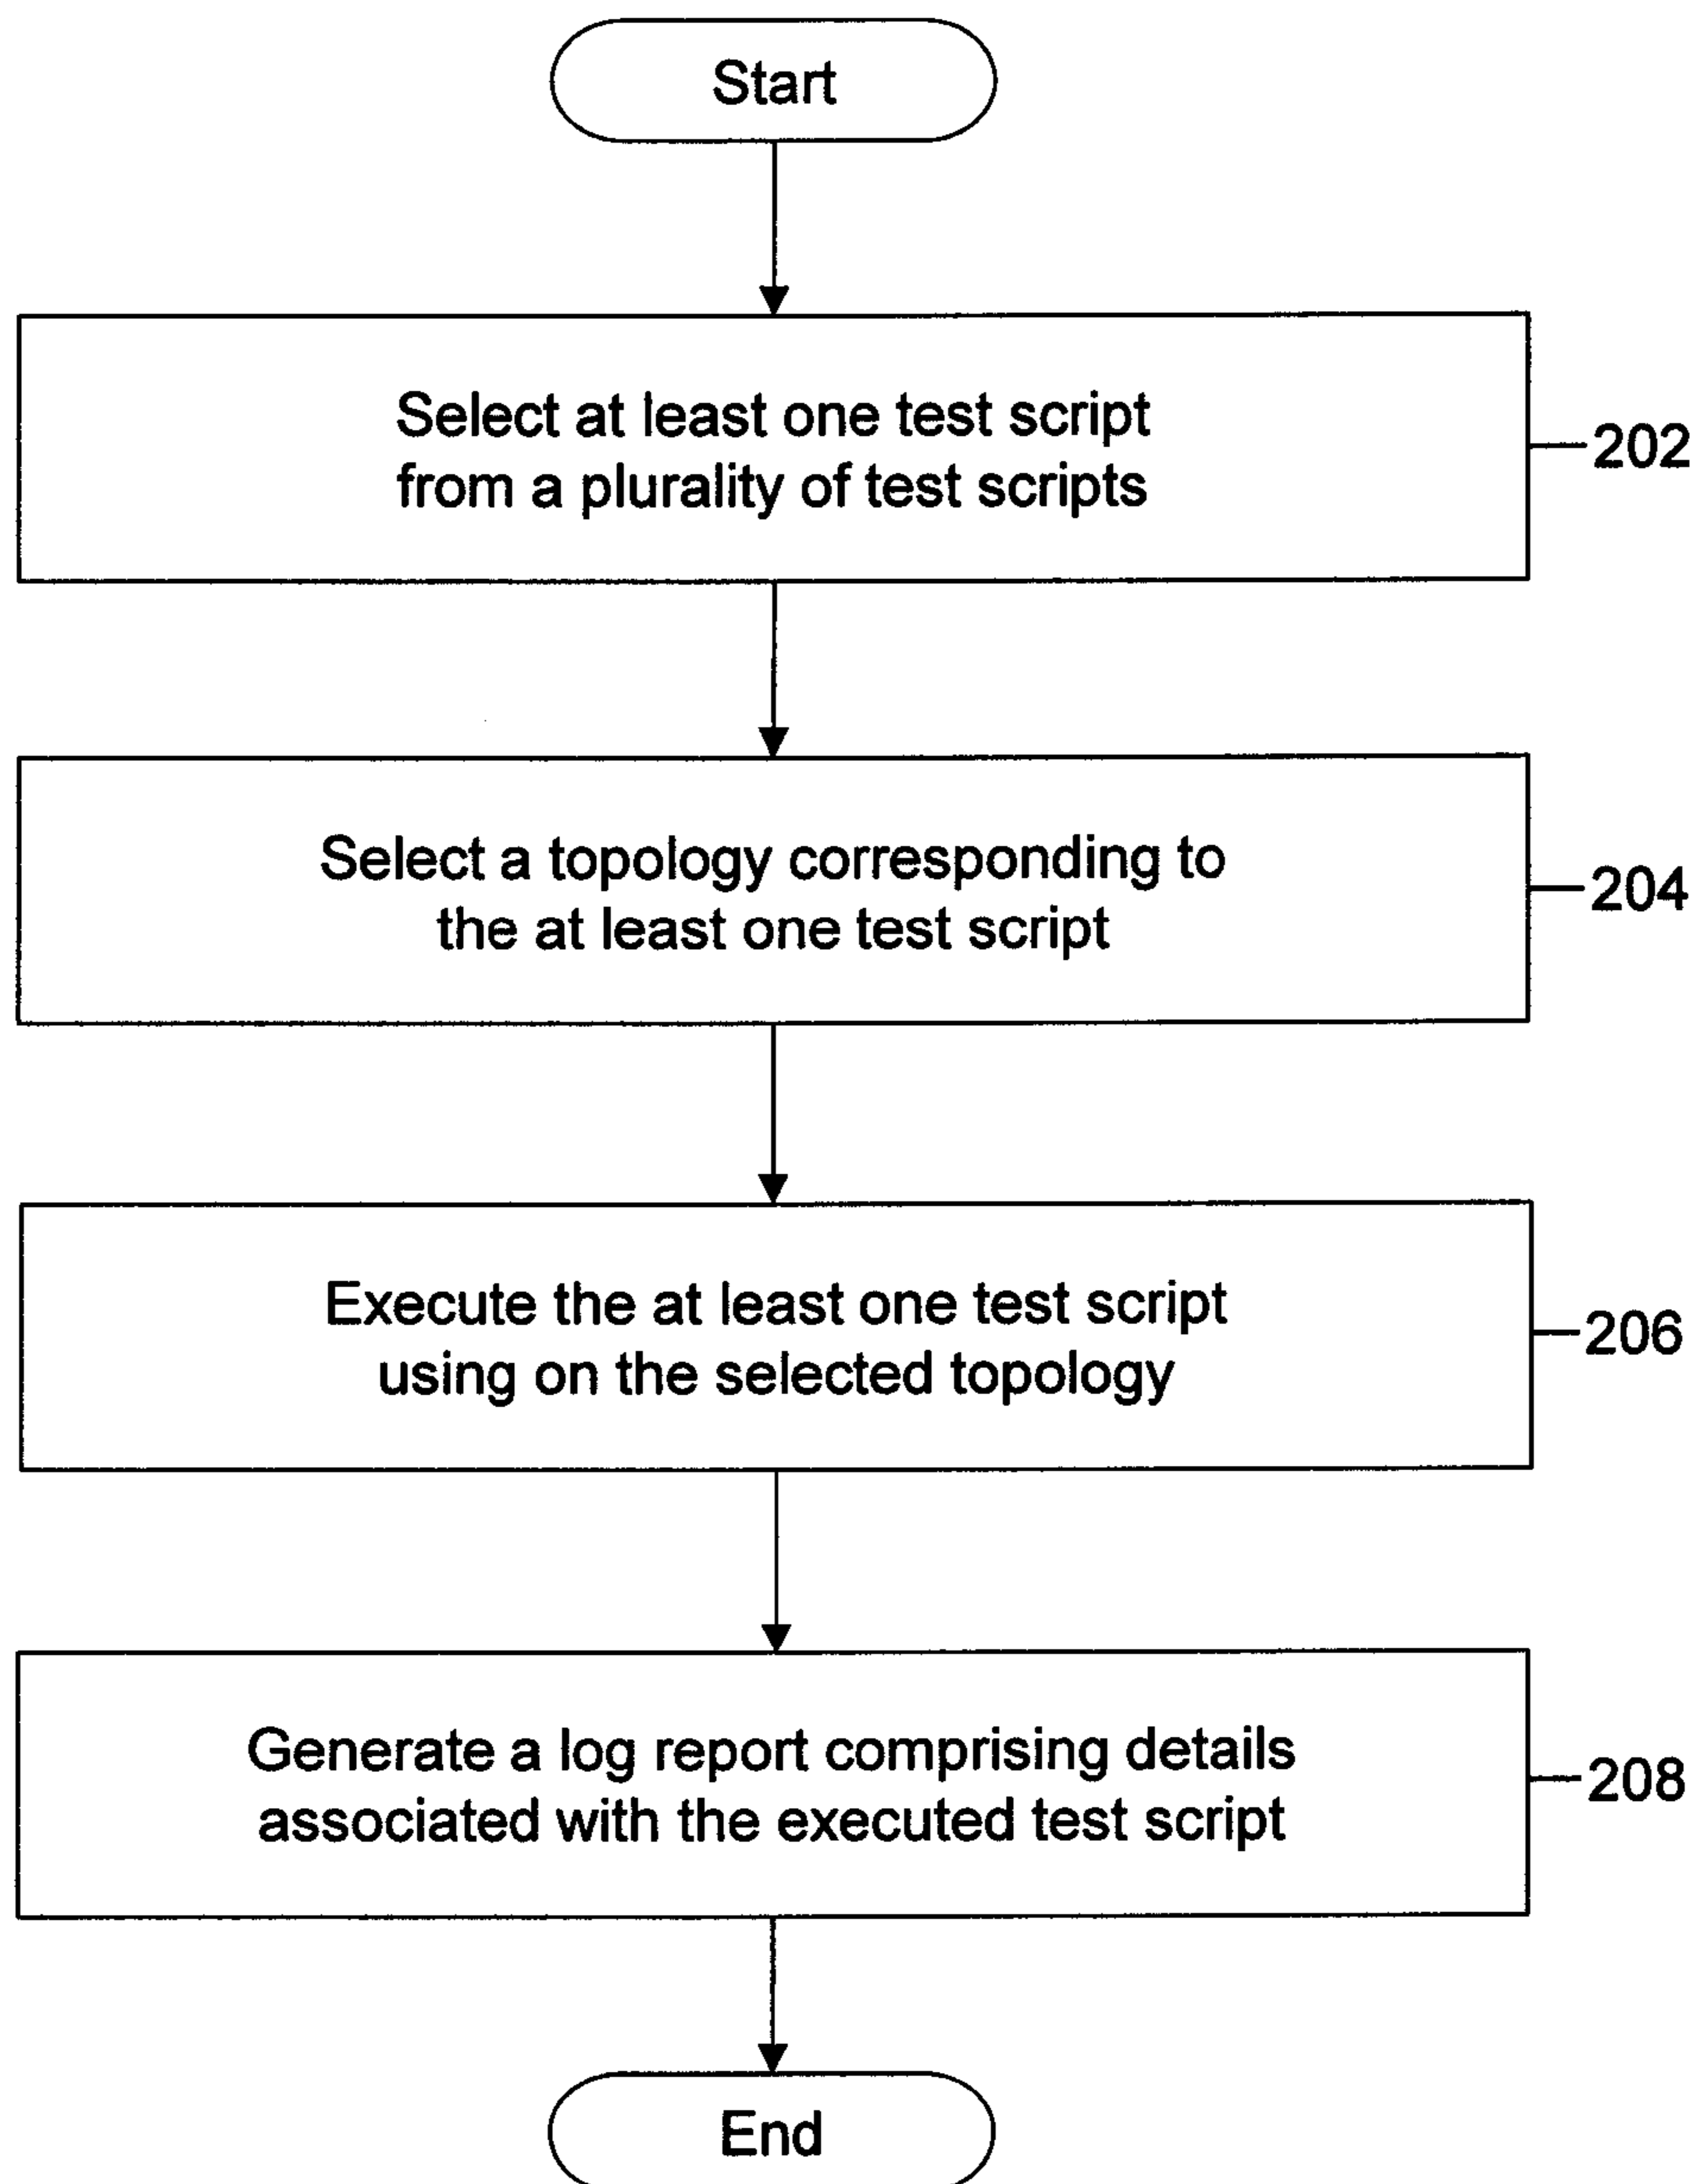 Start
Select at least one test script
from a plurality of test scripts
202
Select a topology corresponding to
the at least one test script
204
Execute the at least one test script
using on the selected topology
206
Generate a log report comprising details
associated with the executed test script
208
End